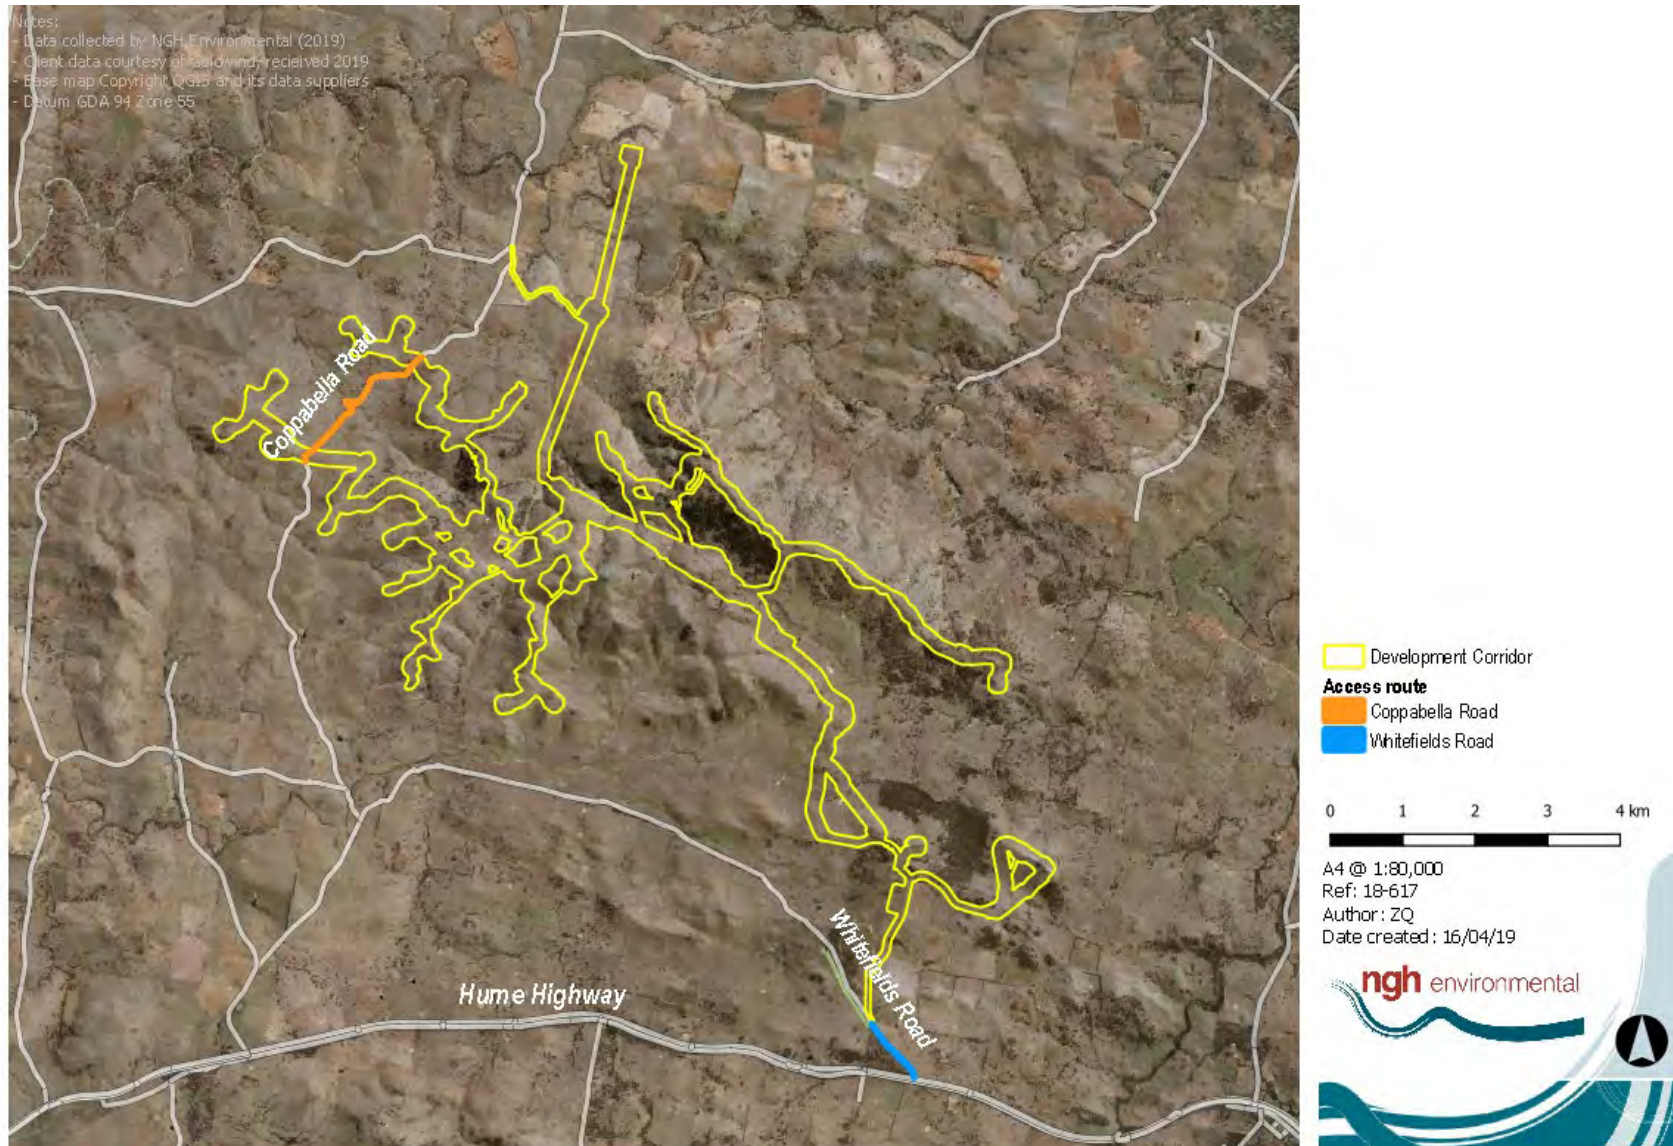 Notes:
- Data collected by NGH Environmental (2019)
- Client data courtesy of Goldwind, recieived 2019
- Base map Copyright QGIS and its data suppliers
- Datum GDA 94 Zone 55
Coppabella Road
Whitefields Road
Hume Highway
Development Corridor
Access route
Coppabella Road
Whitefields Road
0 1 2 3 4 km
A4 @ 1:80,000
Ref: 18-617
Author: ZQ
Date created: 16/04/19
ngh environmental